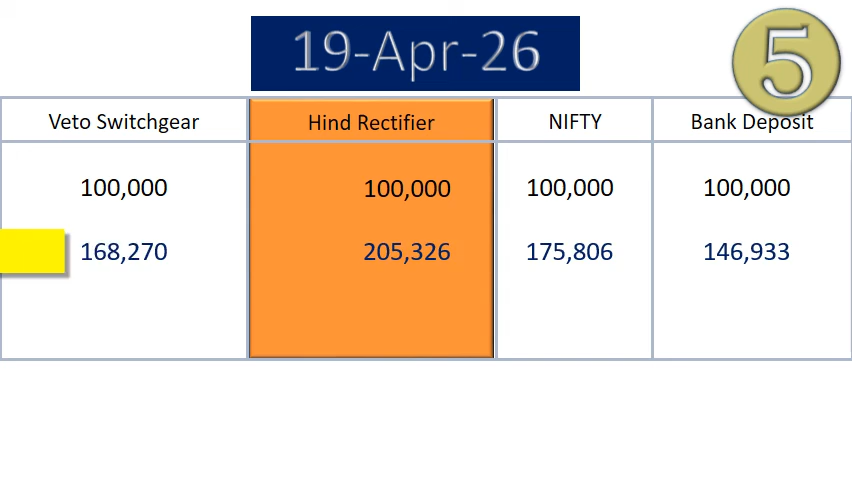 19-Apr-26
5
Veto Switchgear Hind Rectifier NIFTY Bank Deposit
100,000 100,000 100,000 100,000
168,270 205,326 175,806 146,933